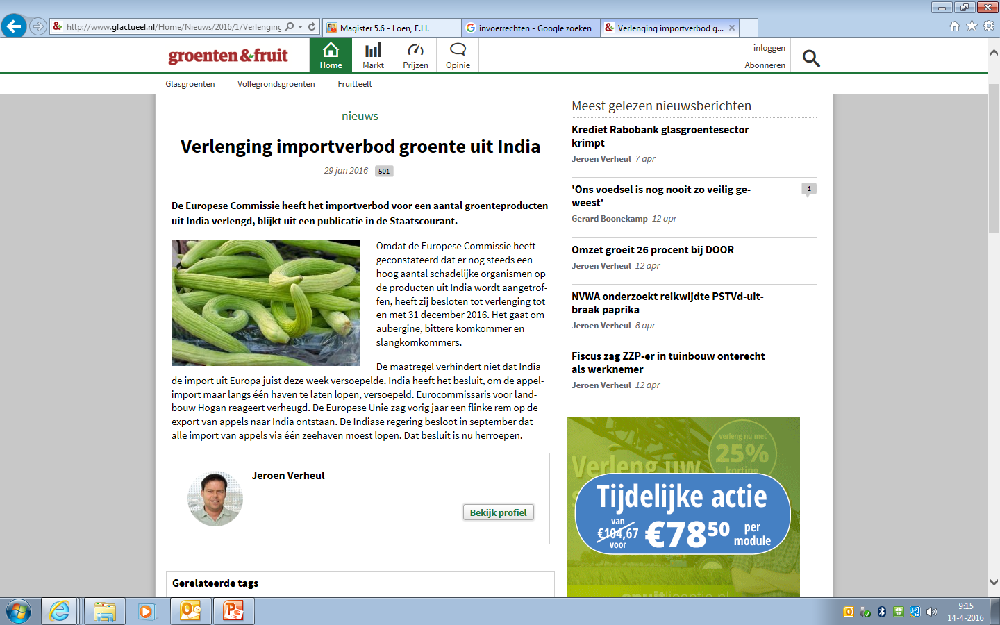 http://www.gfactueel.nl/Home/Nieuws/2016/1/Verlenging
Magister 5.6 - Loen, E.H.
invoerrechten - Google zoeken
Verlenging importverbod g...
groenten&fruit
Home
Markt
Prijzen
Opinie
inloggen
Abonneren
Glasgroenten
Vollegrondsgroenten
Fruitteelt
nieuws
Verlenging importverbod groente uit India
29 jan 2016 501
De Europese Commissie heeft het importverbod voor een aantal groenteproducten
uit India verlengd, blijkt uit een publicatie in de Staatscourant.
Omdat de Europese Commissie heeft
geconstateerd dat er nog steeds een
hoog aantal schadelijke organismen op
de producten uit India wordt aangetrof-
fen, heeft zij besloten tot verlenging tot
en met 31 december 2016. Het gaat om
aubergine, bittere komkommer en
slangkomkommers.
De maatregel verhindert niet dat India
de import uit Europa juist deze week versoepelde. India heeft het besluit, om de appel-
import maar langs één haven te laten lopen, versoepeld. Eurocommissaris voor land-
bouw Hogan reageert verheugd. De Europese Unie zag vorig jaar een flinke rem op de
export van appels naar India ontstaan. De Indiase regering besloot in september dat
alle import van appels via één zeehaven moest lopen. Dat besluit is nu herroepen.
Jeroen Verheul
Bekijk profiel
Gerelateerde tags
Meest gelezen nieuwsberichten
Krediet Rabobank glasgroentesector
krimpt
Jeroen Verheul 7 apr
'Ons voedsel is nog nooit zo veilig ge-
weest'
1
Gerard Boonekamp 12 apr
Omzet groeit 26 procent bij DOOR
Jeroen Verheul 12 apr
NVWA onderzoekt reikwijdte PSTVd-uit-
braak paprika
Jeroen Verheul 8 apr
Fiscus zag ZZP-er in tuinbouw onterecht
als werknemer
Jeroen Verheul 12 apr
verleng nu met
25%
korting
Verleng uw
Tijdelijke actie
van
€104,67
voor
€7850
per
module
spuitlicentie.nl
9:15
14-4-2016